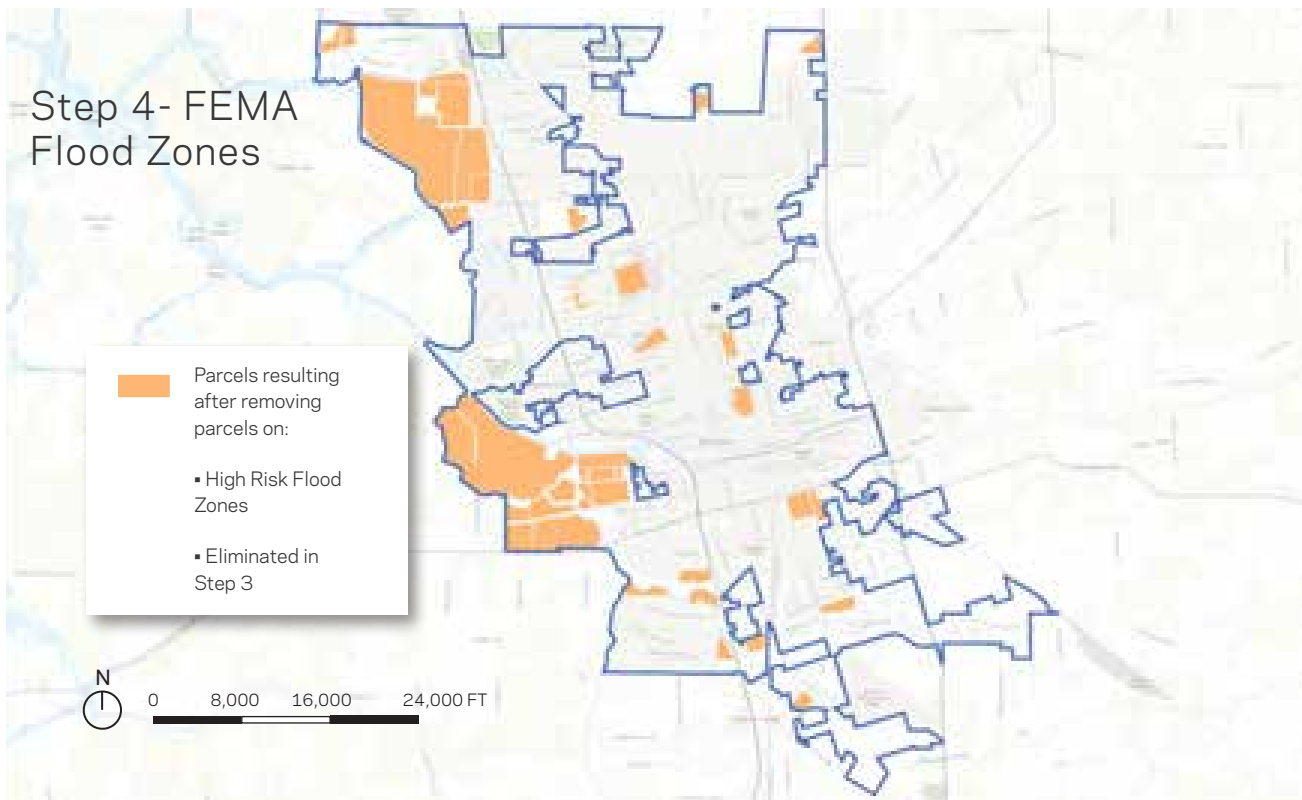 Step 4- FEMA
Flood Zones
Parcels resulting
after removing
parcels on:
▪ High Risk Flood
Zones
▪ Eliminated in
Step 3
N
0 8,000 16,000 24,000 FT